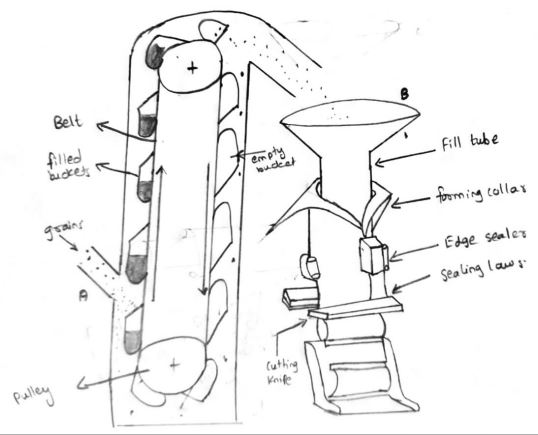 B
Belt
Fill tube
filled
buckets
empty
bucket
forming collar
grains
Edge sealer
A
Sealing laws.
Cutting
knife
Pulley